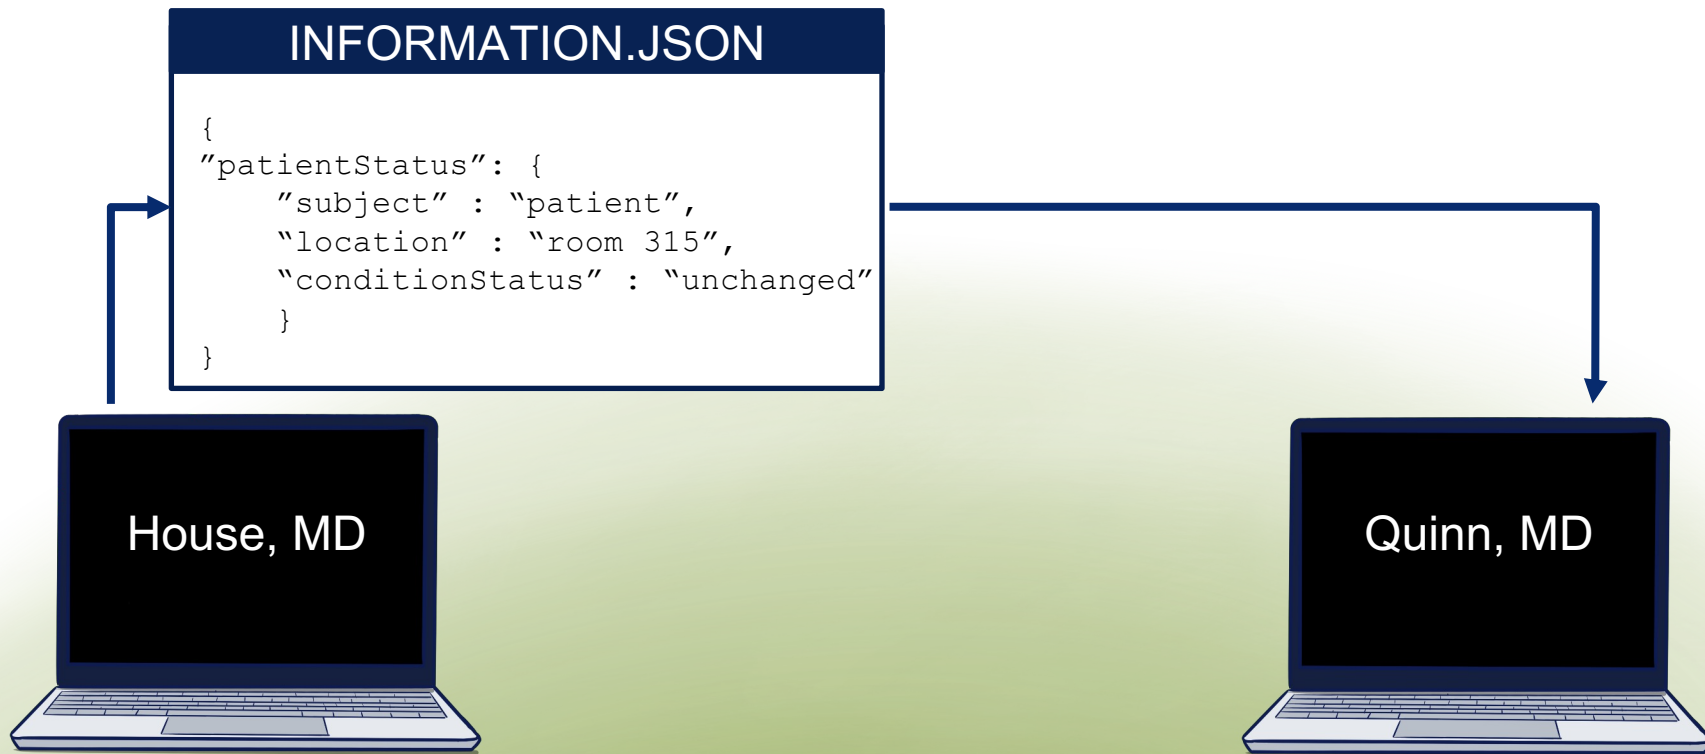 INFORMATION.JSON
{
”patientStatus”: {
”subject” : “patient”,
“location” : “room 315”,
“conditionStatus” : “unchanged”
}
}
House, MD
Quinn, MD